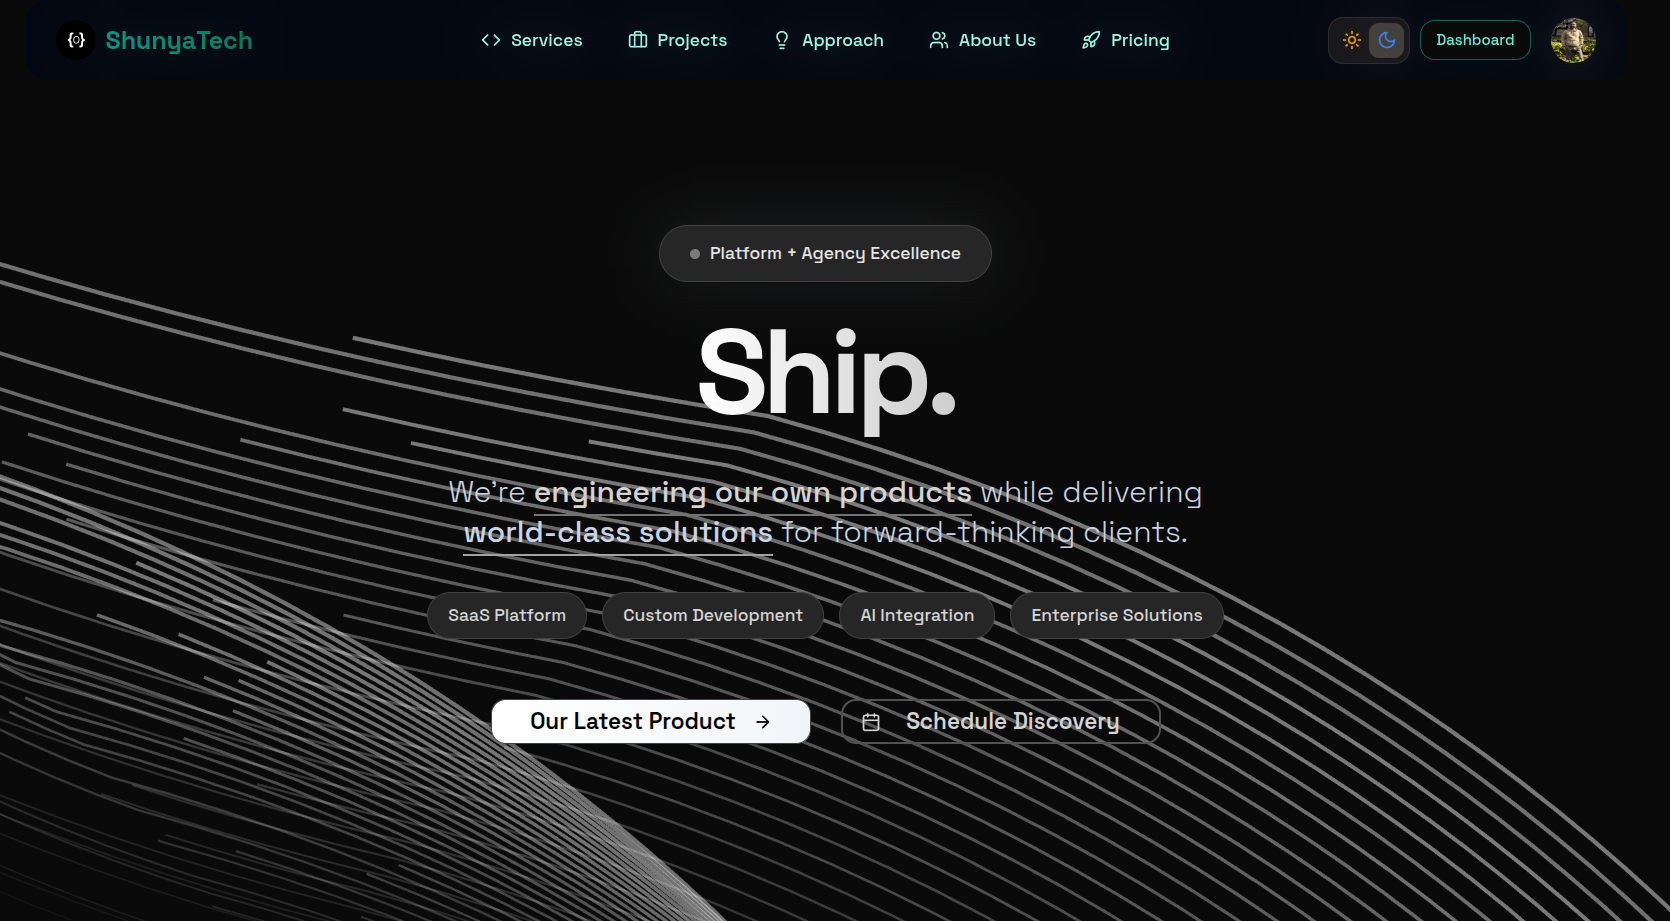 {0} ShunyaTech
Services
Projects
Approach
About Us
Pricing
Dashboard
Platform + Agency Excellence
Ship.
We're engineering our own products while delivering
world-class solutions for forward-thinking clients.
SaaS Platform
Custom Development
AI Integration
Enterprise Solutions
Our Latest Product
Schedule Discovery